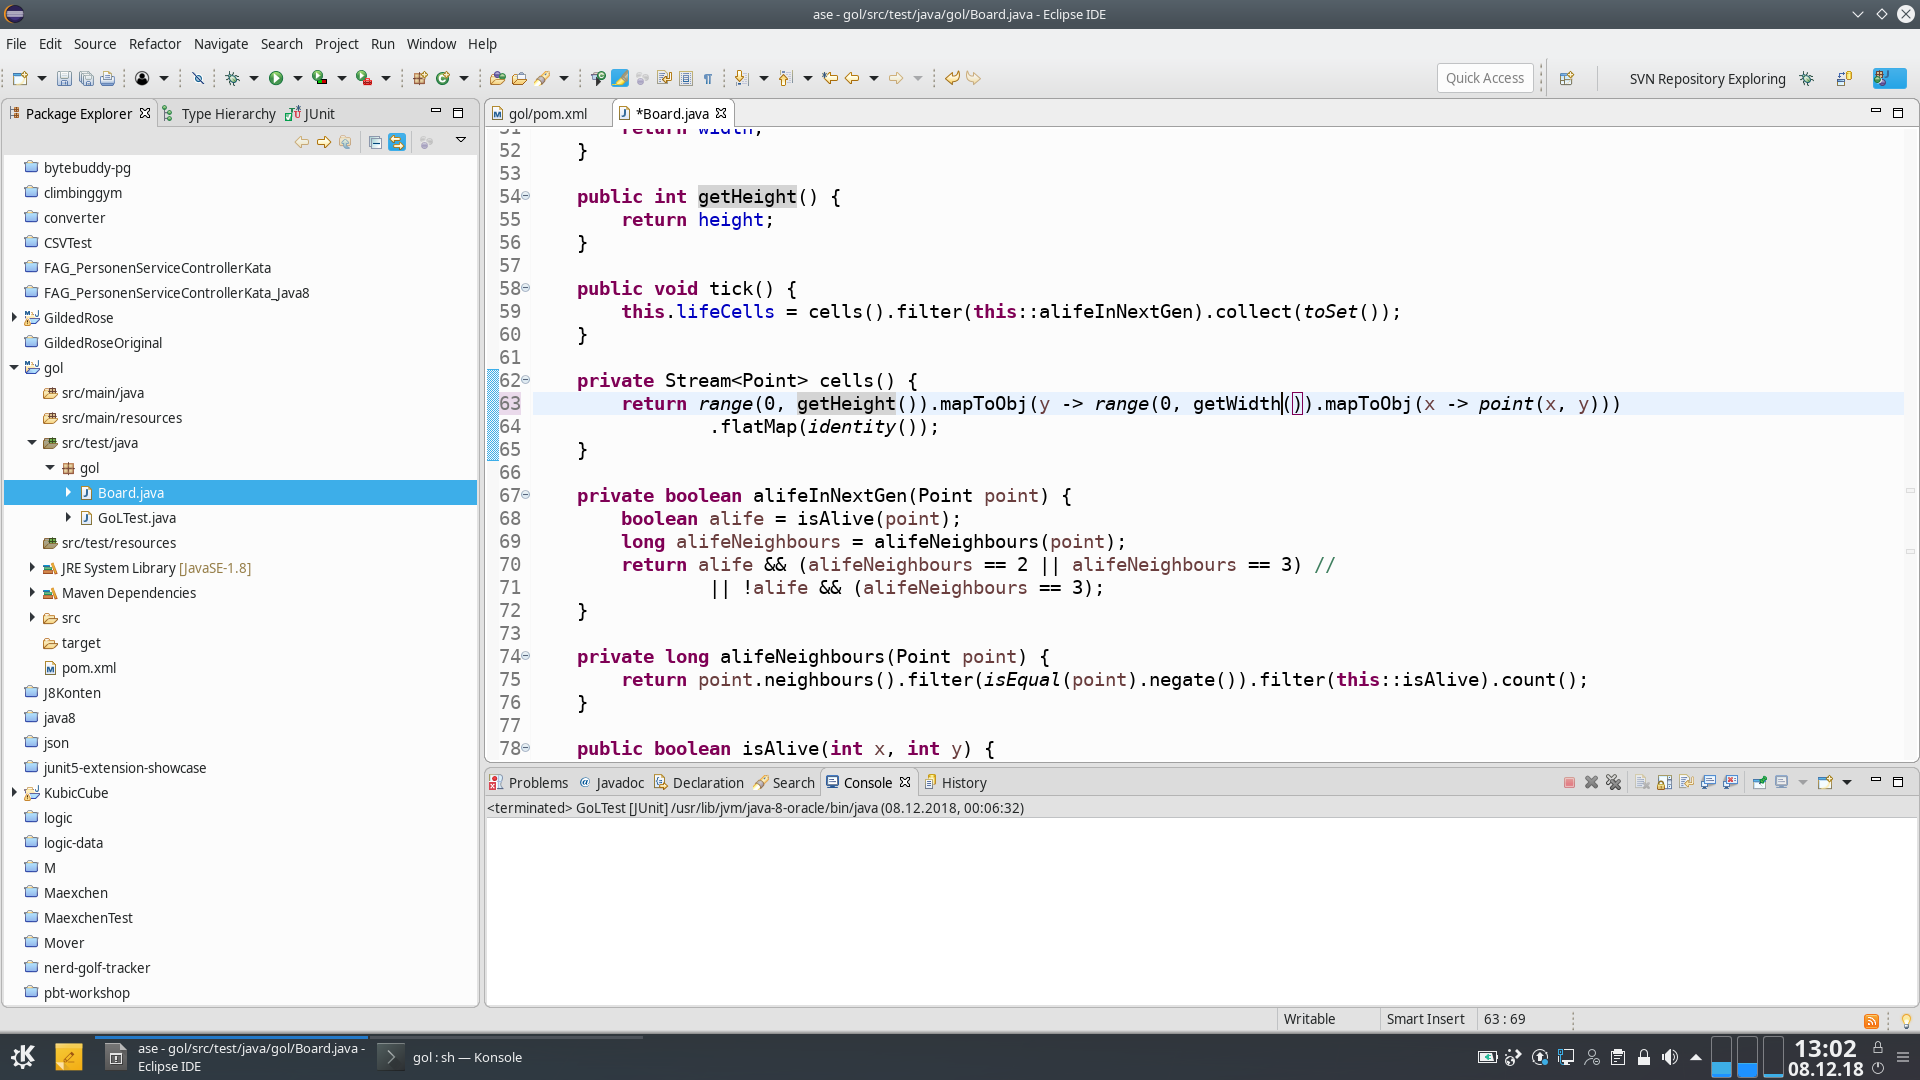 ase - gol/src/test/java/gol/Board.java - Eclipse IDE
File Edit Source Refactor Navigate Search Project Run Window Help
Quick Access
SVN Repository Exploring
Package Explorer Type Hierarchy JUnit
bytebuddy-pg
climbinggym
converter
CSVTest
FAG_PersonenServiceControllerKata
FAG_PersonenServiceControllerKata_Java8
GildedRose
GildedRoseOriginal
gol
src/main/java
src/main/resources
src/test/java
gol
Board.java
GoLTest.java
src/test/resources
JRE System Library [JavaSE-1.8]
Maven Dependencies
src
target
pom.xml
J8Konten
java8
json
junit5-extension-showcase
KubicCube
logic
logic-data
M
Maexchen
MaexchenTest
Mover
nerd-golf-tracker
pbt-workshop
gol/pom.xml *Board.java
51 return width;
52 }
53
54 public int getHeight() {
55 return height;
56 }
57
58 public void tick() {
59 this.lifeCells = cells().filter(this::alifeInNextGen).collect(toSet());
60 }
61
62 private Stream<Point> cells() {
63 return range(0, getHeight()).mapToObj(y -> range(0, getWidth()).mapToObj(x -> point(x, y)))
64 .flatMap(identity());
65 }
66
67 private boolean alifeInNextGen(Point point) {
68 boolean alife = isAlive(point);
69 long alifeNeighbours = alifeNeighbours(point);
70 return alife && (alifeNeighbours == 2 || alifeNeighbours == 3) //
71 || !alife && (alifeNeighbours == 3);
72 }
73
74 private long alifeNeighbours(Point point) {
75 return point.neighbours().filter(isEqual(point).negate()).filter(this::isAlive).count();
76 }
77
78 public boolean isAlive(int x, int y) {
Problems Javadoc Declaration Search Console History
<terminated> GoLTest [JUnit] /usr/lib/jvm/java-8-oracle/bin/java (08.12.2018, 00:06:32)
Writable Smart Insert 63 : 69
ase - gol/src/test/java/gol/Board.java -
Eclipse IDE
gol : sh — Konsole
13:02
08.12.18